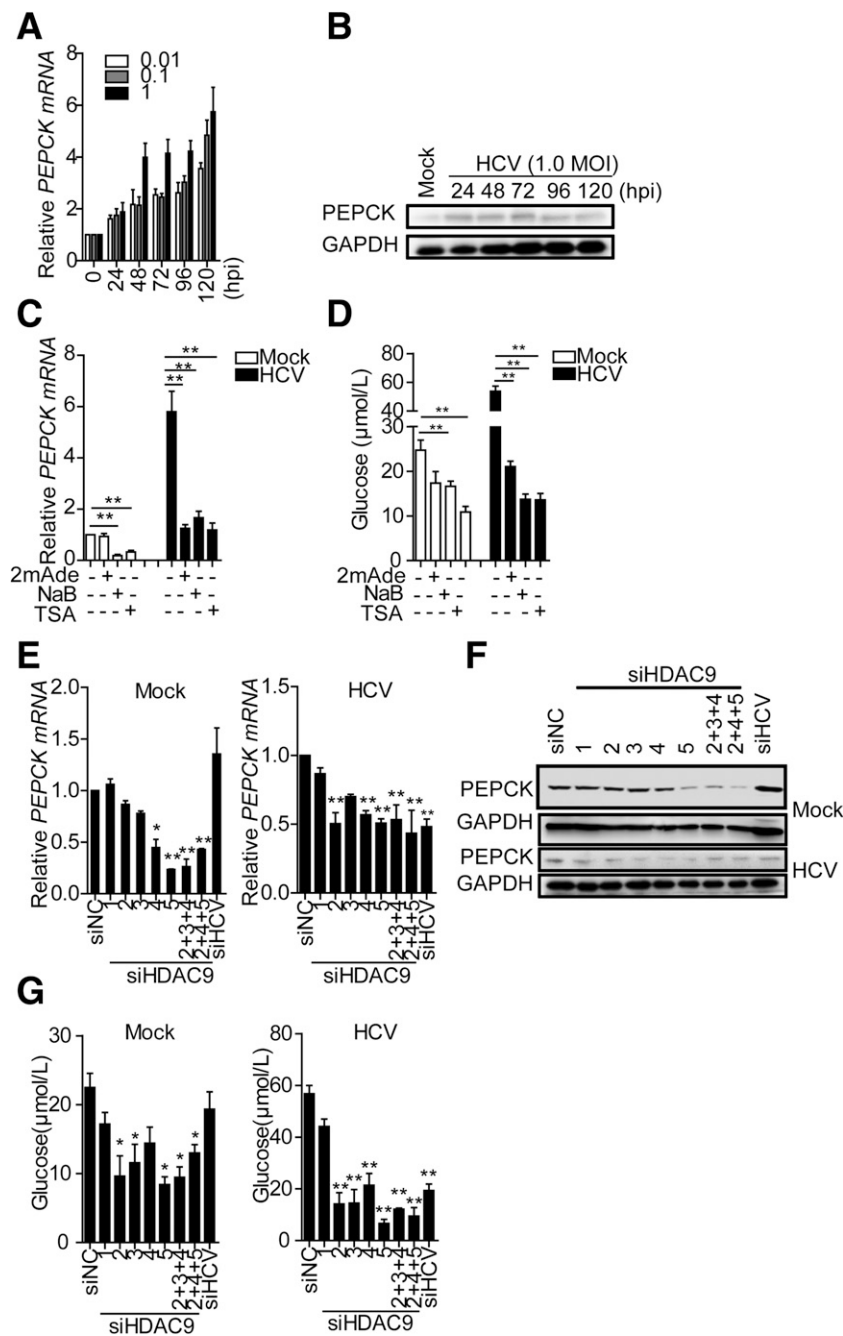 A
Relative PEPCK mRNA
8
6
4
2
0
0.01
0.1
1
0 24 48 72 96 120 (hpi)
B
Mock
HCV (1.0 MOI)
24 48 72 96 120 (hpi)
PEPCK
GAPDH
C
Relative PEPCK mRNA
8
6
4
2
0
** **
** ** **
Mock
HCV
2mAde - + - - - + - -
NaB - - + - - - + -
TSA - - - + - - - +
D
Glucose (µmol/L)
80
60
40
30
20
10
0
** **
** ** **
Mock
HCV
2mAde - + - - - + - -
NaB - - + - - - + -
TSA - - - + - - - +
E
Relative PEPCK mRNA
Mock
2.0
1.5
1.0
0.5
0.0
* ** ** **
siNC 1 2 3 4 5 2+3+4 2+4+5 siHCV
siHDAC9
Relative PEPCK mRNA
HCV
1.5
1.0
0.5
0.0
** ** ** ** ** **
siNC 1 2 3 4 5 2+3+4 2+4+5 siHCV
siHDAC9
F
siHDAC9
siNC 1 2 3 4 5 2+3+4 2+4+5 siHCV
PEPCK
GAPDH
Mock
PEPCK
GAPDH
HCV
G
Glucose(µmol/L)
Mock
30
20
10
0
* * * * *
siNC 1 2 3 4 5 2+3+4 2+4+5 siHCV
siHDAC9
Glucose(µmol/L)
HCV
80
60
40
20
0
** ** ** ** ** ** **
siNC 1 2 3 4 5 2+3+4 2+4+5 siHCV
siHDAC9